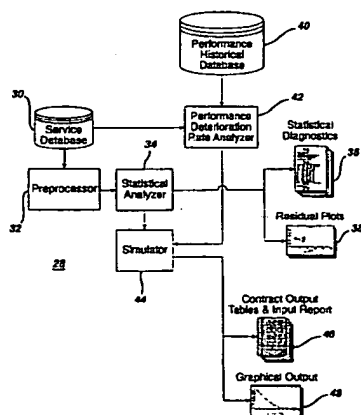 40
Performance
Historical
Database
42
30
Service
Database
Performance
Deterioration
Rate Analyzer
Statistical
Diagnostics
34
36
Preprocessor
Statistical
Analyzer
32
Residual Plots
Simulator
38
28
44
Contract Output
Tables & Input Report
46
Graphical Output
48